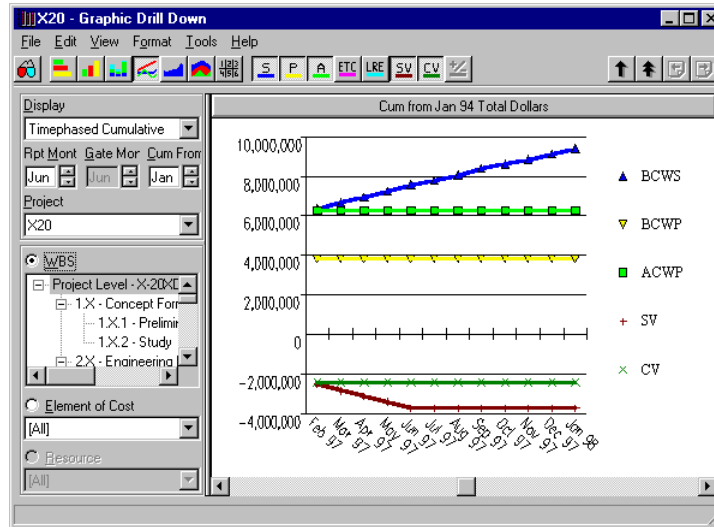 X20 - Graphic Drill Down
File Edit View Format Tools Help
S P A ETC LRE SV CV
Display
Timephased Cumulative
Rpt Mont Gate Mor Cum From
Jun Jun Jan
Project
X20
WBS
Project Level - X-20XD
1.X - Concept Form
1.X.1 - Prelimin
1.X.2 - Study
2.X - Engineering
Element of Cost
[All]
Resource
[All]
Cum from Jan 94 Total Dollars
10,000,000
8,000,000
6,000,000
4,000,000
2,000,000
0
-2,000,000
-4,000,000
Feb 97 Mar 97 Apr 97 May 97 Jun 97 Jul 97 Aug 97 Sep 97 Oct 97 Nov 97 Dec 97 Jan 98
BCWS
BCWP
ACWP
SV
CV